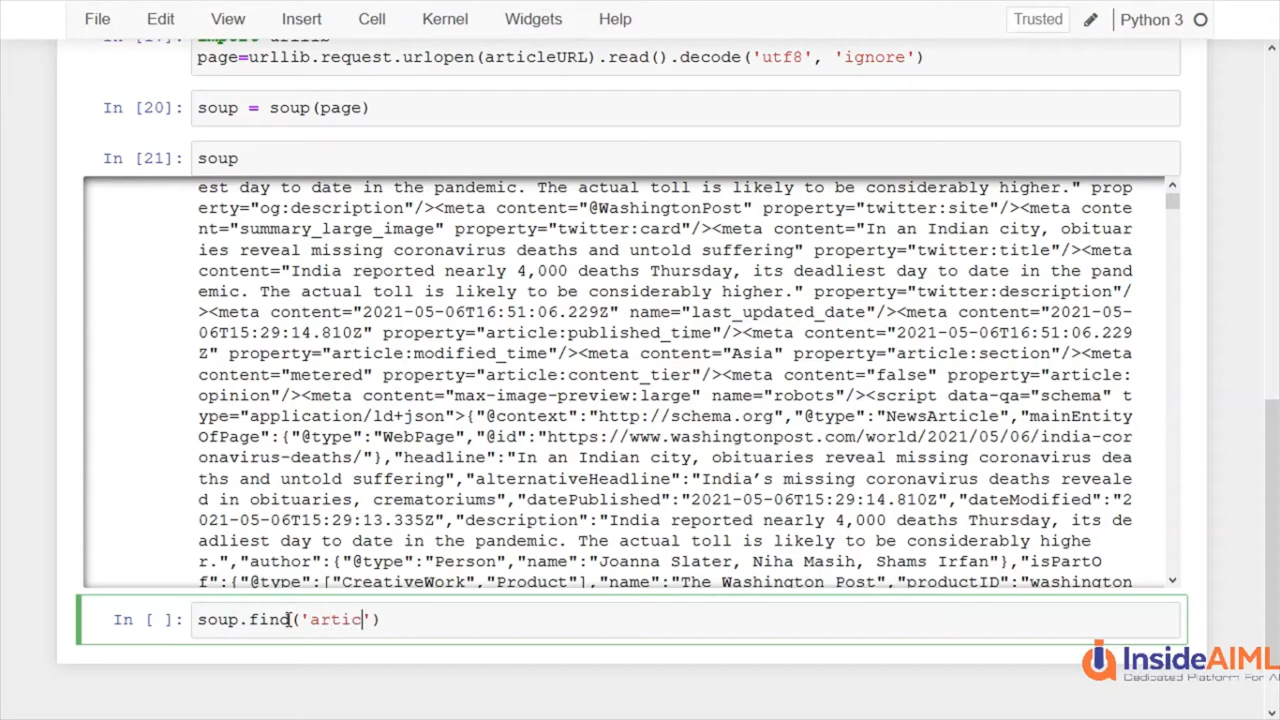 File Edit View Insert Cell Kernel Widgets Help Trusted Python 3
page=urllib.request.urlopen(articleURL).read().decode('utf8', 'ignore')
In [20]: soup = soup(page)
In [21]: soup
est day to date in the pandemic. The actual toll is likely to be considerably higher." prop
erty="og:description"/><meta content="@WashingtonPost" property="twitter:site"/><meta conte
nt="summary_large_image" property="twitter:card"/><meta content="In an Indian city, obituar
ies reveal missing coronavirus deaths and untold suffering" property="twitter:title"/><meta
content="India reported nearly 4,000 deaths Thursday, its deadliest day to date in the pand
emic. The actual toll is likely to be considerably higher." property="twitter:description"/
><meta content="2021-05-06T16:51:06.229Z" name="last_updated_date"/><meta content="2021-05-
06T15:29:14.810Z" property="article:published_time"/><meta content="2021-05-06T16:51:06.229
Z" property="article:modified_time"/><meta content="Asia" property="article:section"/><meta
content="metered" property="article:content_tier"/><meta content="false" property="article:
opinion"/><meta content="max-image-preview:large" name="robots"/><script data-qa="schema" t
ype="application/ld+json">{"@context":"http://schema.org","@type":"NewsArticle","mainEntity
OfPage":{"@type":"WebPage","@id":"https://www.washingtonpost.com/world/2021/05/06/india-cor
onavirus-deaths/"},"headline":"In an Indian city, obituaries reveal missing coronavirus dea
ths and untold suffering","alternativeHeadline":"India’s missing coronavirus deaths reveale
d in obituaries, crematoriums","datePublished":"2021-05-06T15:29:14.810Z","dateModified":"2
021-05-06T15:29:13.335Z","description":"India reported nearly 4,000 deaths Thursday, its de
adliest day to date in the pandemic. The actual toll is likely to be considerably highe
r.","author":{"@type":"Person","name":"Joanna Slater, Niha Masih, Shams Irfan"},"isPartO
f":{"@type":["CreativeWork","Product"],"name":"The Washington Post","productID":"washington
In [ ]: soup.find('artic')
InsideAIML
Dedicated Platform For